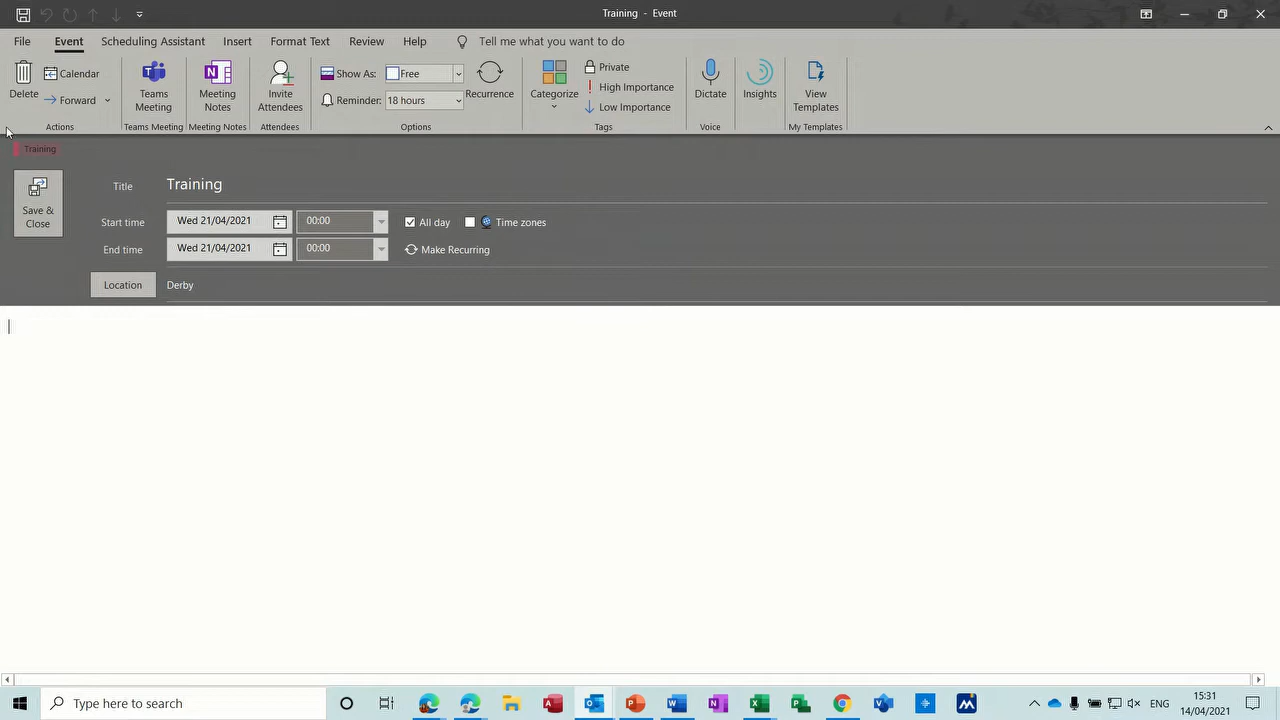 Training - Event
File Event Scheduling Assistant Insert Format Text Review Help Tell me what you want to do
Delete
Calendar
Forward
Actions
Teams Meeting
Teams Meeting
Meeting Notes
Meeting Notes
Invite Attendees
Attendees
Show As: Free
Reminder: 18 hours
Recurrence
Options
Categorize
Private
High Importance
Low Importance
Tags
Dictate
Voice
Insights
View Templates
My Templates
Training
Save & Close
Title Training
Start time Wed 21/04/2021 00:00 All day Time zones
End time Wed 21/04/2021 00:00 Make Recurring
Location Derby
Type here to search
ENG
15:31
14/04/2021